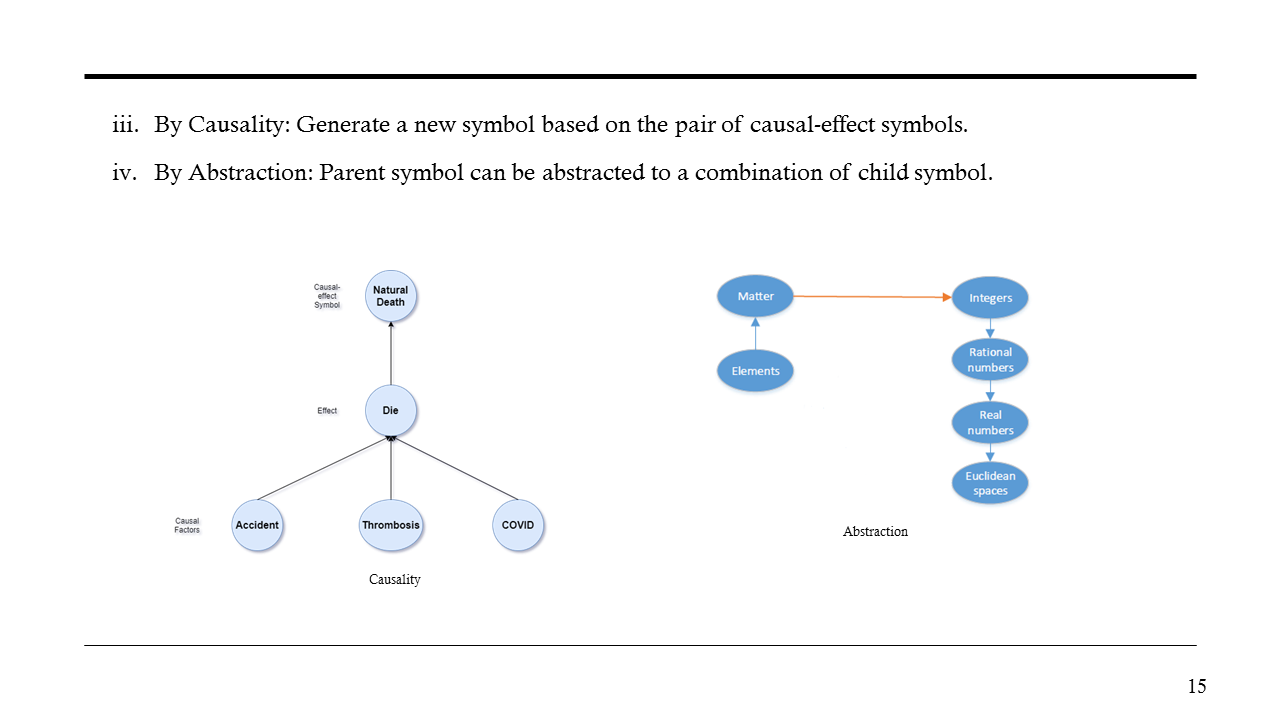 iii. By Causality: Generate a new symbol based on the pair of causal-effect symbols.
iv. By Abstraction: Parent symbol can be abstracted to a combination of child symbol.
Causal-
effect
Symbol
Natural
Death
Effect
Die
Causal
Factors
Accident
Thrombosis
COVID
Causality
Matter
Elements
Integers
Rational
numbers
Real
numbers
Euclidean
spaces
Abstraction
15